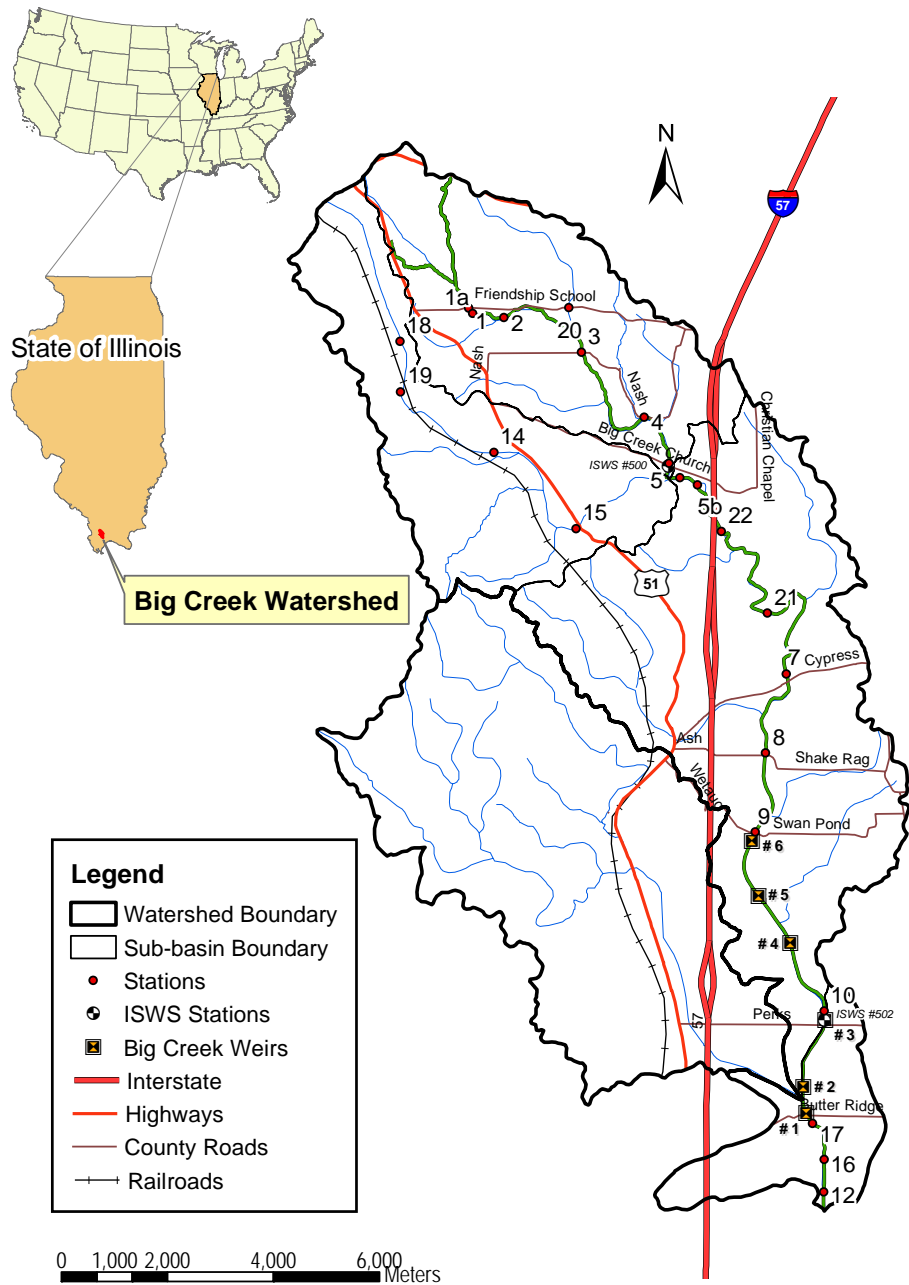 N
57
State of Illinois
Big Creek Watershed
1a
Friendship School
1
2
20
3
18
19
Nash
Nash
4
Christian Chapel
14
Big Creek Church
ISWS #500
5
5b
22
15
51
21
7
Cypress
8
Ash
Shake Rag
Wetaug
9
Swan Pond
# 6
# 5
# 4
10
ISWS #502
Perks
57
# 3
# 2
Butter Ridge
# 1
17
16
12
Legend
Watershed Boundary
Sub-basin Boundary
Stations
ISWS Stations
Big Creek Weirs
Interstate
Highways
County Roads
Railroads
0 1,000 2,000 4,000 6,000
Meters